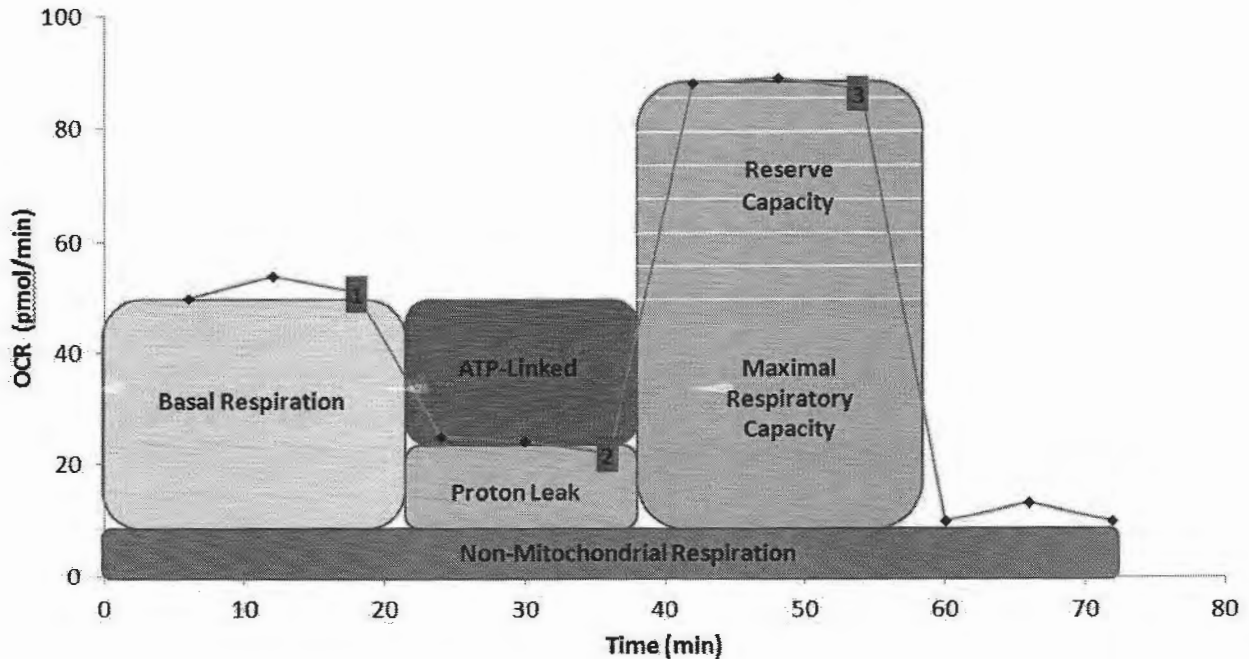 100
80
60
40
20
0
OCR (pmol/min)
1
Basal Respiration
ATP-Linked
2
Proton Leak
3
Reserve
Capacity
Maximal
Respiratory
Capacity
Non-Mitochondrial Respiration
0 10 20 30 40 50 60 70 80
Time (min)